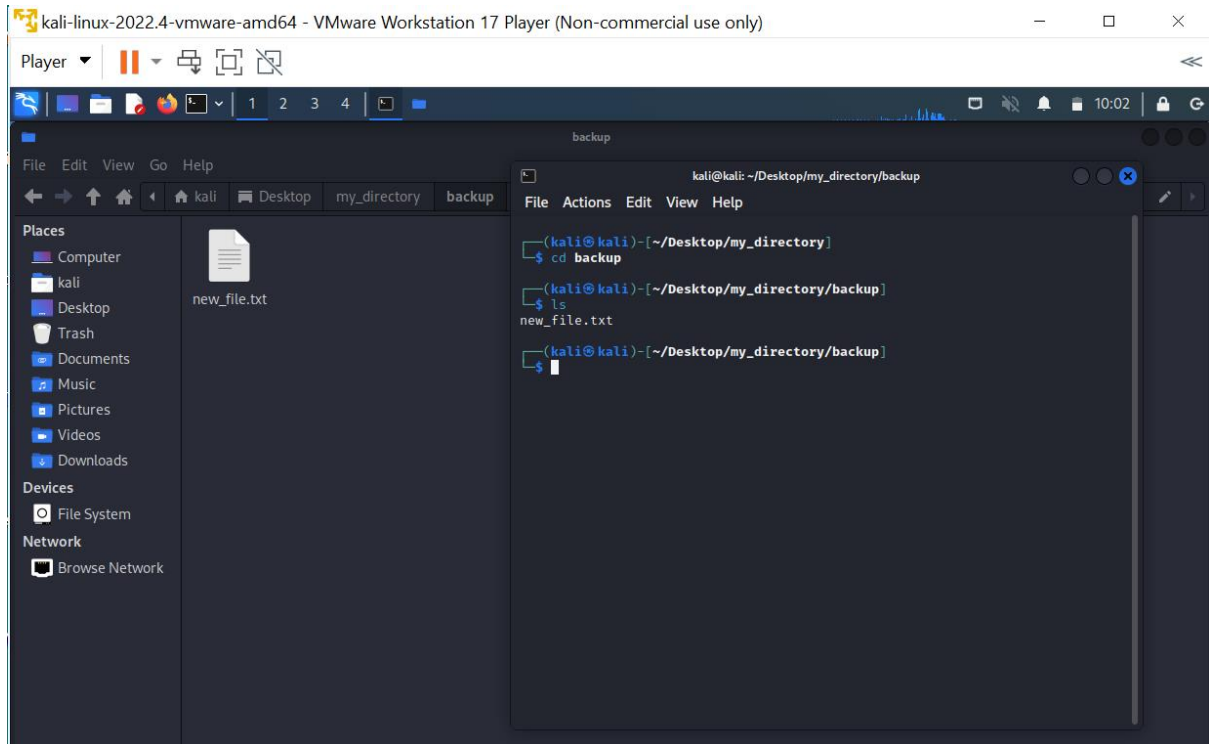 kali-linux-2022.4-vmware-amd64 - VMware Workstation 17 Player (Non-commercial use only)
Player
1 2 3 4
10:02
backup
File Edit View Go Help
kali Desktop my_directory backup
Places
Computer
kali
Desktop
Trash
Documents
Music
Pictures
Videos
Downloads
Devices
File System
Network
Browse Network
new_file.txt
kali@kali: ~/Desktop/my_directory/backup
File Actions Edit View Help
┌──(kali㉿kali)-[~/Desktop/my_directory]
└─$ cd backup
┌──(kali㉿kali)-[~/Desktop/my_directory/backup]
└─$ ls
new_file.txt
┌──(kali㉿kali)-[~/Desktop/my_directory/backup]
└─$